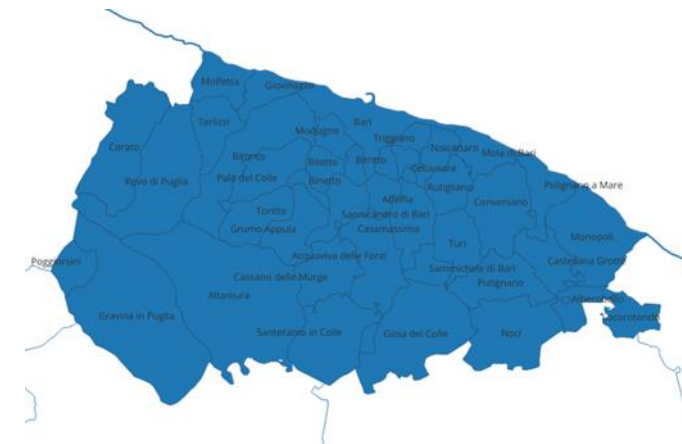 Molfetta
Giovinazzo
Terlizzi
Bari
Modugno
Triggiano
Corato
Noicattaro
Mola di Bari
Bitonto
Bitetto
Bitritto
Cellamare
Ruvo di Puglia
Palo del Colle
Binetto
Rutigliano
Polignano a Mare
Adelfia
Conversano
Toritto
Sannicandro di Bari
Grumo Appula
Casamassima
Monopoli
Turi
Acquaviva delle Fonti
Poggiorsini
Castellana Grotte
Sammichele di Bari
Cassano delle Murge
Putignano
Altamura
Alberobello
Gravina in Puglia
Locorotondo
Santeramo in Colle
Gioia del Colle
Noci